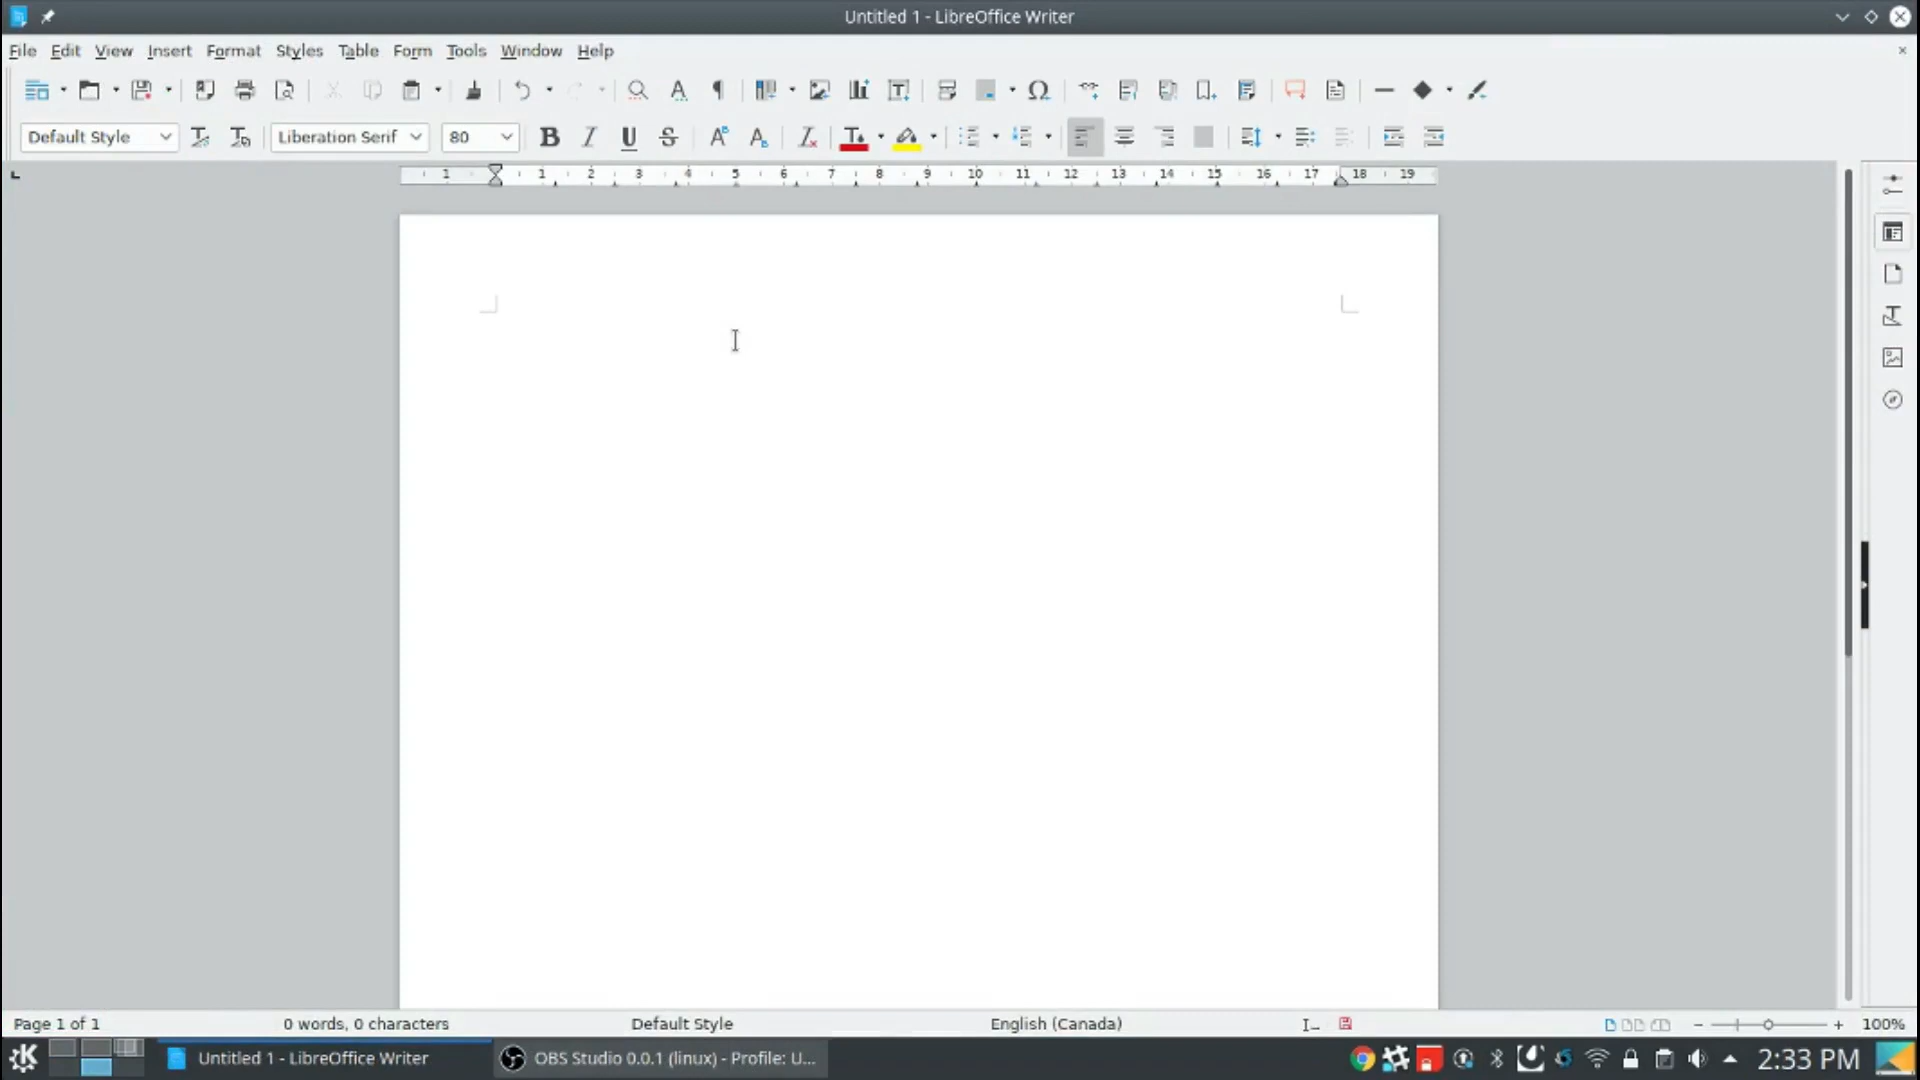 Untitled 1 - LibreOffice Writer
File Edit View Insert Format Styles Table Form Tools Window Help
Default Style Liberation Serif 80
1 1 2 3 4 5 6 7 8 9 10 11 12 13 14 15 16 17 18 19
Page 1 of 1 0 words, 0 characters Default Style English (Canada) 100%
Untitled 1 - LibreOffice Writer OBS Studio 0.0.1 (linux) - Profile: U... 2:33 PM